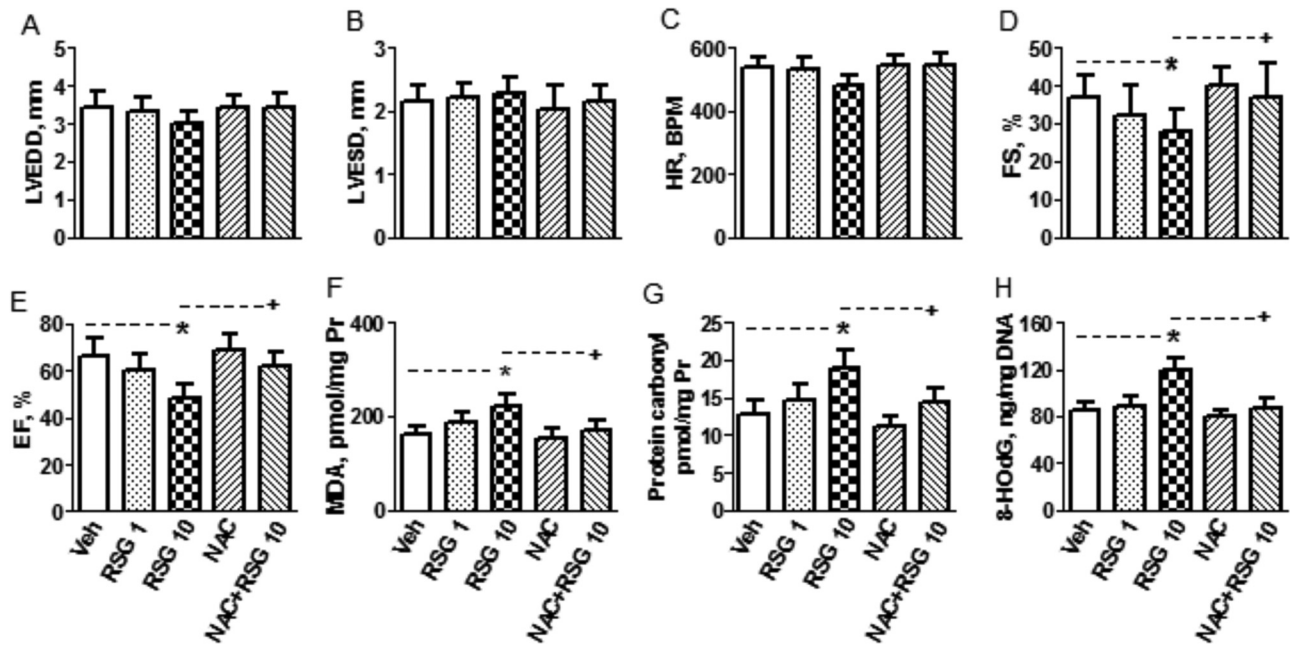 A
LVEDD, mm
5
4
3
2
1
0
B
LVESD, mm
3
2
1
0
C
HR, BPM
600
400
200
0
D
FS, %
50
40
30
20
10
0
*
+
E
EF, %
80
60
40
20
0
*
+
Veh
RSG 1
RSG 10
NAC
NAC+RSG 10
F
MDA, pmol/mg Pr
400
200
0
*
+
Veh
RSG 1
RSG 10
NAC
NAC+RSG 10
G
Protein carbonyl
pmol/mg Pr
25
20
15
10
5
0
*
+
Veh
RSG 1
RSG 10
NAC
NAC+RSG 10
H
8-HOdG, ng/mg DNA
160
120
80
40
0
*
+
Veh
RSG 1
RSG 10
NAC
NAC+RSG 10